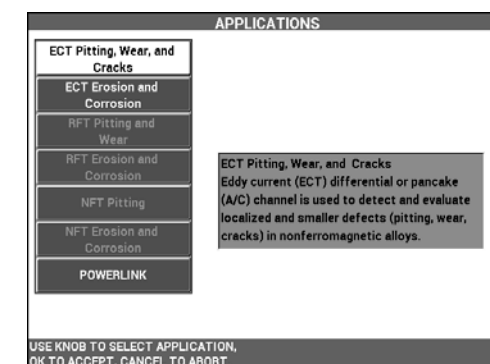 APPLICATIONS
ECT Pitting, Wear, and
Cracks
ECT Erosion and
Corrosion
RFT Pitting and
Wear
RFT Erosion and
Corrosion
NFT Pitting
NFT Erosion and
Corrosion
POWERLINK
ECT Pitting, Wear, and Cracks
Eddy current (ECT) differential or pancake
(A/C) channel is used to detect and evaluate
localized and smaller defects (pitting, wear,
cracks) in nonferromagnetic alloys.
USE KNOB TO SELECT APPLICATION,
OK TO ACCEPT, CANCEL TO ABORT